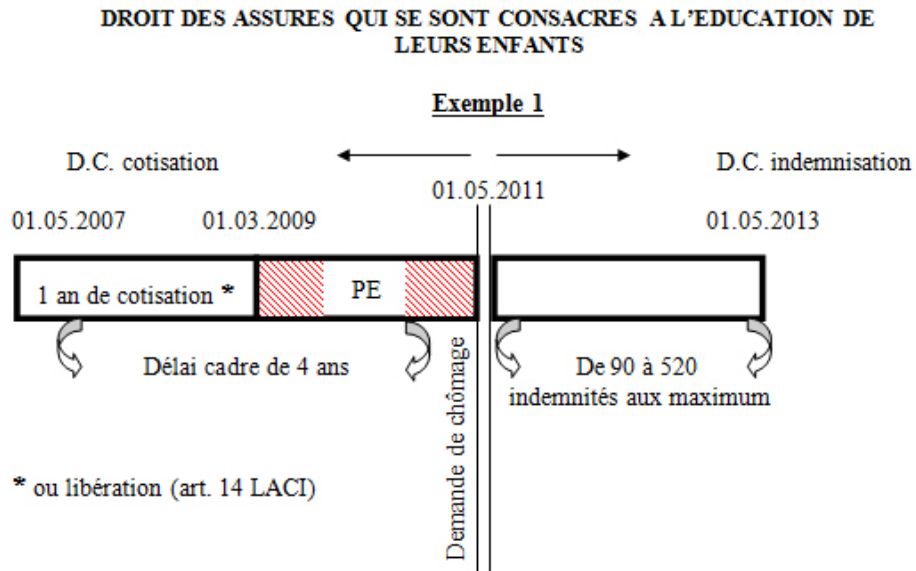 DROIT DES ASSURES QUI SE SONT CONSACRES A L'EDUCATION DE
LEURS ENFANTS
Exemple 1
D.C. cotisation
D.C. indemnisation
01.05.2011
01.05.2007
01.03.2009
01.05.2013
1 an de cotisation *
PE
Délai cadre de 4 ans
De 90 à 520
indemnités aux maximum
Demande de chômage
* ou libération (art. 14 LACI)